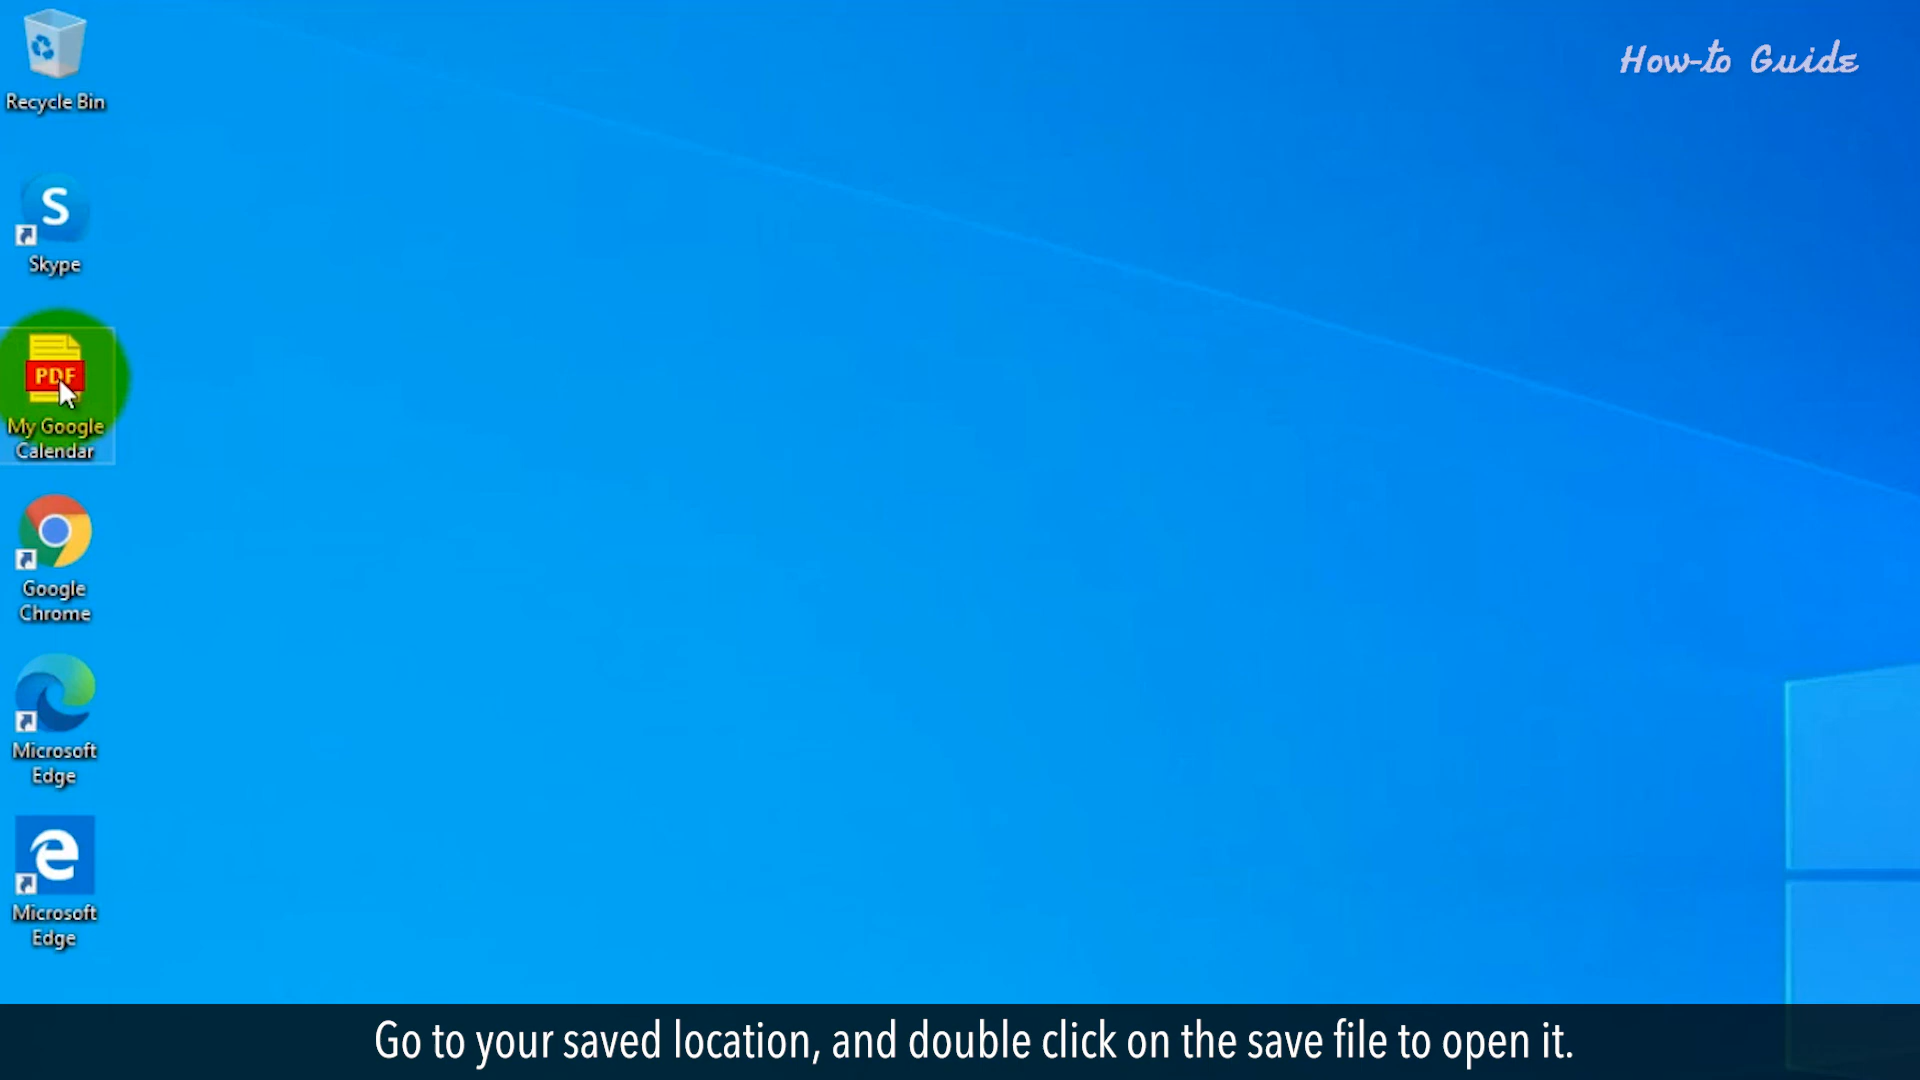 How-to Guide
Recycle Bin
S
Skype
PDF
My Google
Calendar
Google
Chrome
Microsoft
Edge
Microsoft
Edge
Go to your saved location, and double click on the save file to open it.